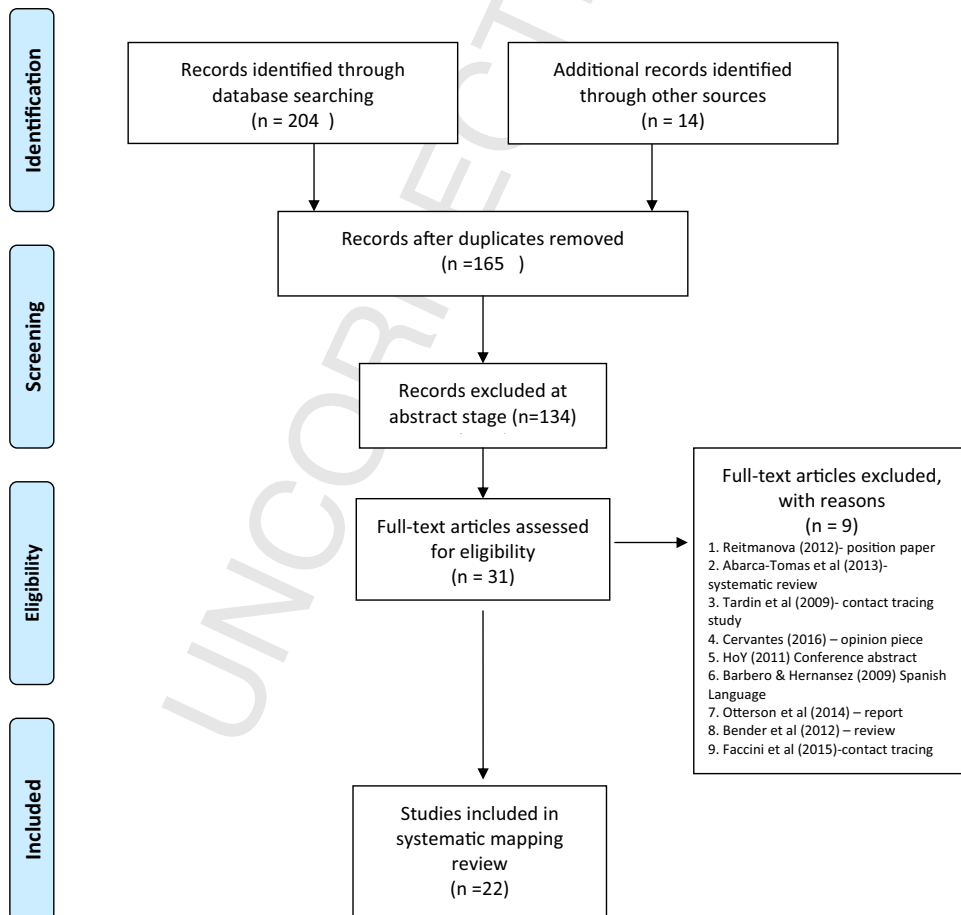 Identification
Records identified through
database searching
(n = 204  )
Additional records identified
through other sources
(n = 14)
Records after duplicates removed
(n =165  )
Screening
Records excluded at
abstract stage (n=134)
Eligibility
Full-text articles assessed
for eligibility
(n = 31)
Full-text articles excluded,
with reasons
(n = 9)
1. Reitmanova (2012)- position paper
2. Abarca-Tomas et al (2013)-
systematic review
3. Tardin et al (2009)- contact tracing
study
4. Cervantes (2016) – opinion piece
5. HoY (2011) Conference abstract
6. Barbero & Hernansez (2009) Spanish
Language
7. Otterson et al (2014) – report
8. Bender et al (2012) – review
9. Faccini et al (2015)-contact tracing
Included
Studies included in
systematic mapping
review
(n =22)